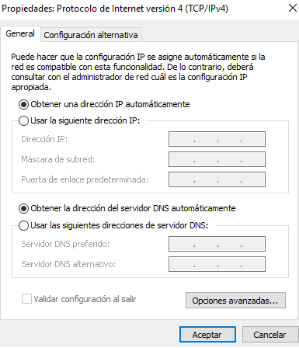 Propiedades: Protocolo de Internet versión 4 (TCP/IPv4)
General
Configuración alternativa
Puede hacer que la configuración IP se asigne automáticamente si la
red es compatible con esta funcionalidad. De lo contrario, deberá
consultar con el administrador de red cuál es la configuración IP
apropiada.
Obtener una dirección IP automáticamente
Usar la siguiente dirección IP:
Dirección IP:
Máscara de subred:
Puerta de enlace predeterminada:
Obtener la dirección del servidor DNS automáticamente
Usar las siguientes direcciones de servidor DNS:
Servidor DNS preferido:
Servidor DNS alternativo:
Validar configuración al salir
Opciones avanzadas...
Aceptar
Cancelar